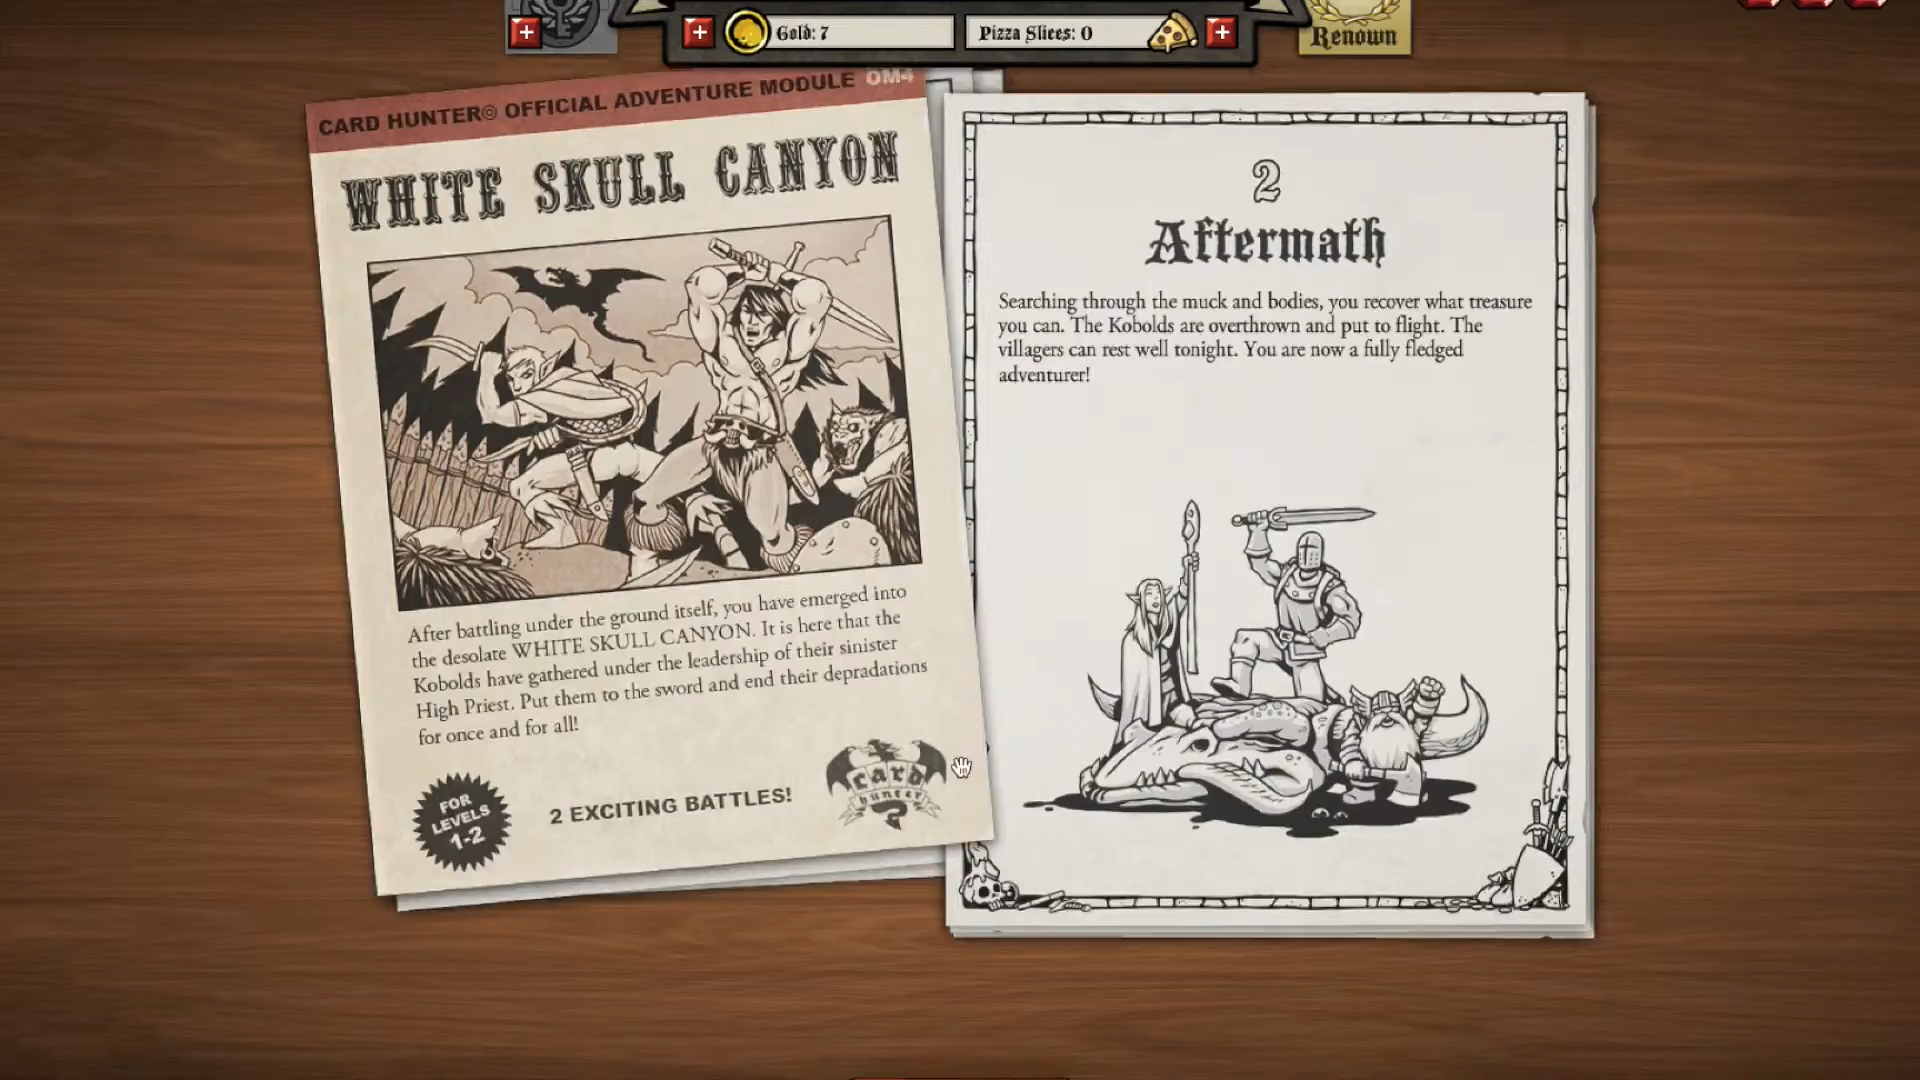 Gold: 7
Pizza Slices: 0
Renown
CARD HUNTER© OFFICIAL ADVENTURE MODULE OM4
WHITE SKULL CANYON
After battling under the ground itself, you have emerged into
the desolate WHITE SKULL CANYON. It is here that the
Kobolds have gathered under the leadership of their sinister
High Priest. Put them to the sword and end their depradations
for once and for all!
FOR
LEVELS
1-2
2 EXCITING BATTLES!
card
hunter
2
Aftermath
Searching through the muck and bodies, you recover what treasure
you can. The Kobolds are overthrown and put to flight. The
villagers can rest well tonight. You are now a fully fledged
adventurer!